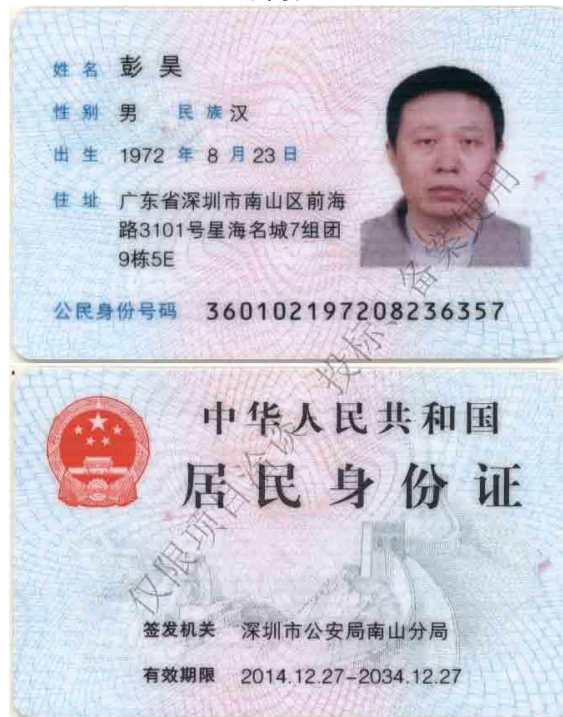 姓名 彭昊
性别 男 民族 汉
出生 1972 年 8 月 23 日
住址 广东省深圳市南山区前海
路3101号星海名城7组团
9栋5E
公民身份号码 360102197208236357
中华人民共和国
居民身份证
签发机关 深圳市公安局南山分局
有效期限 2014.12.27-2034.12.27
仅限项目洽谈、投标、备案使用